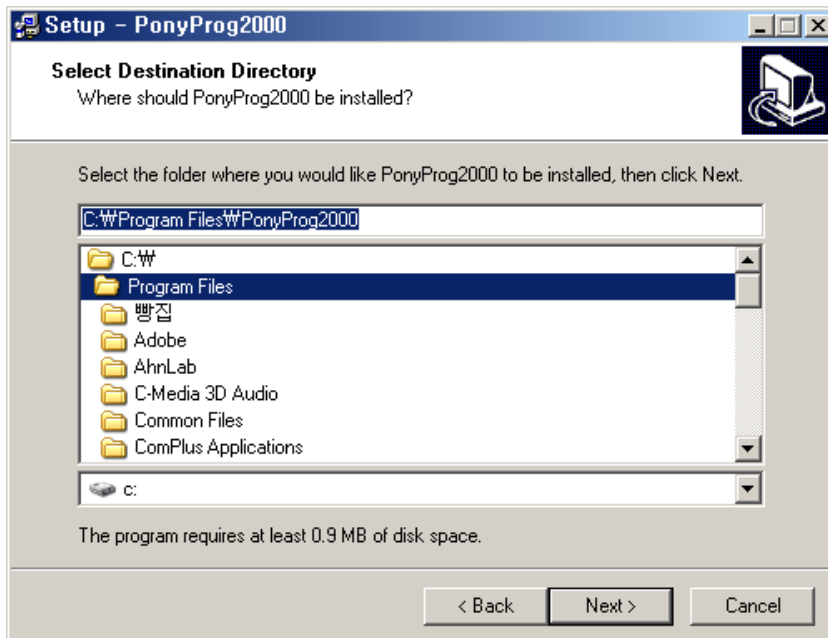 Setup - PonyProg2000
Select Destination Directory
Where should PonyProg2000 be installed?
Select the folder where you would like PonyProg2000 to be installed, then click Next.
C:₩Program Files₩PonyProg2000
C:₩
Program Files
빵집
Adobe
AhnLab
C-Media 3D Audio
Common Files
ComPlus Applications
c:
The program requires at least 0.9 MB of disk space.
< Back Next > Cancel